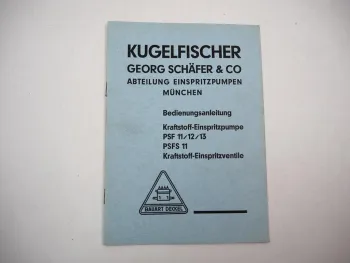 KUGELFISCHER
GEORG SCHÄFER & CO
ABTEILUNG EINSPRITZPUMPEN
MÜNCHEN
Bedienungsanleitung
Kraftstoff-Einspritzpumpe
PSF 11/12/13
PSFS 11
Kraftstoff-Einspritzventile
BAUART DECKEL